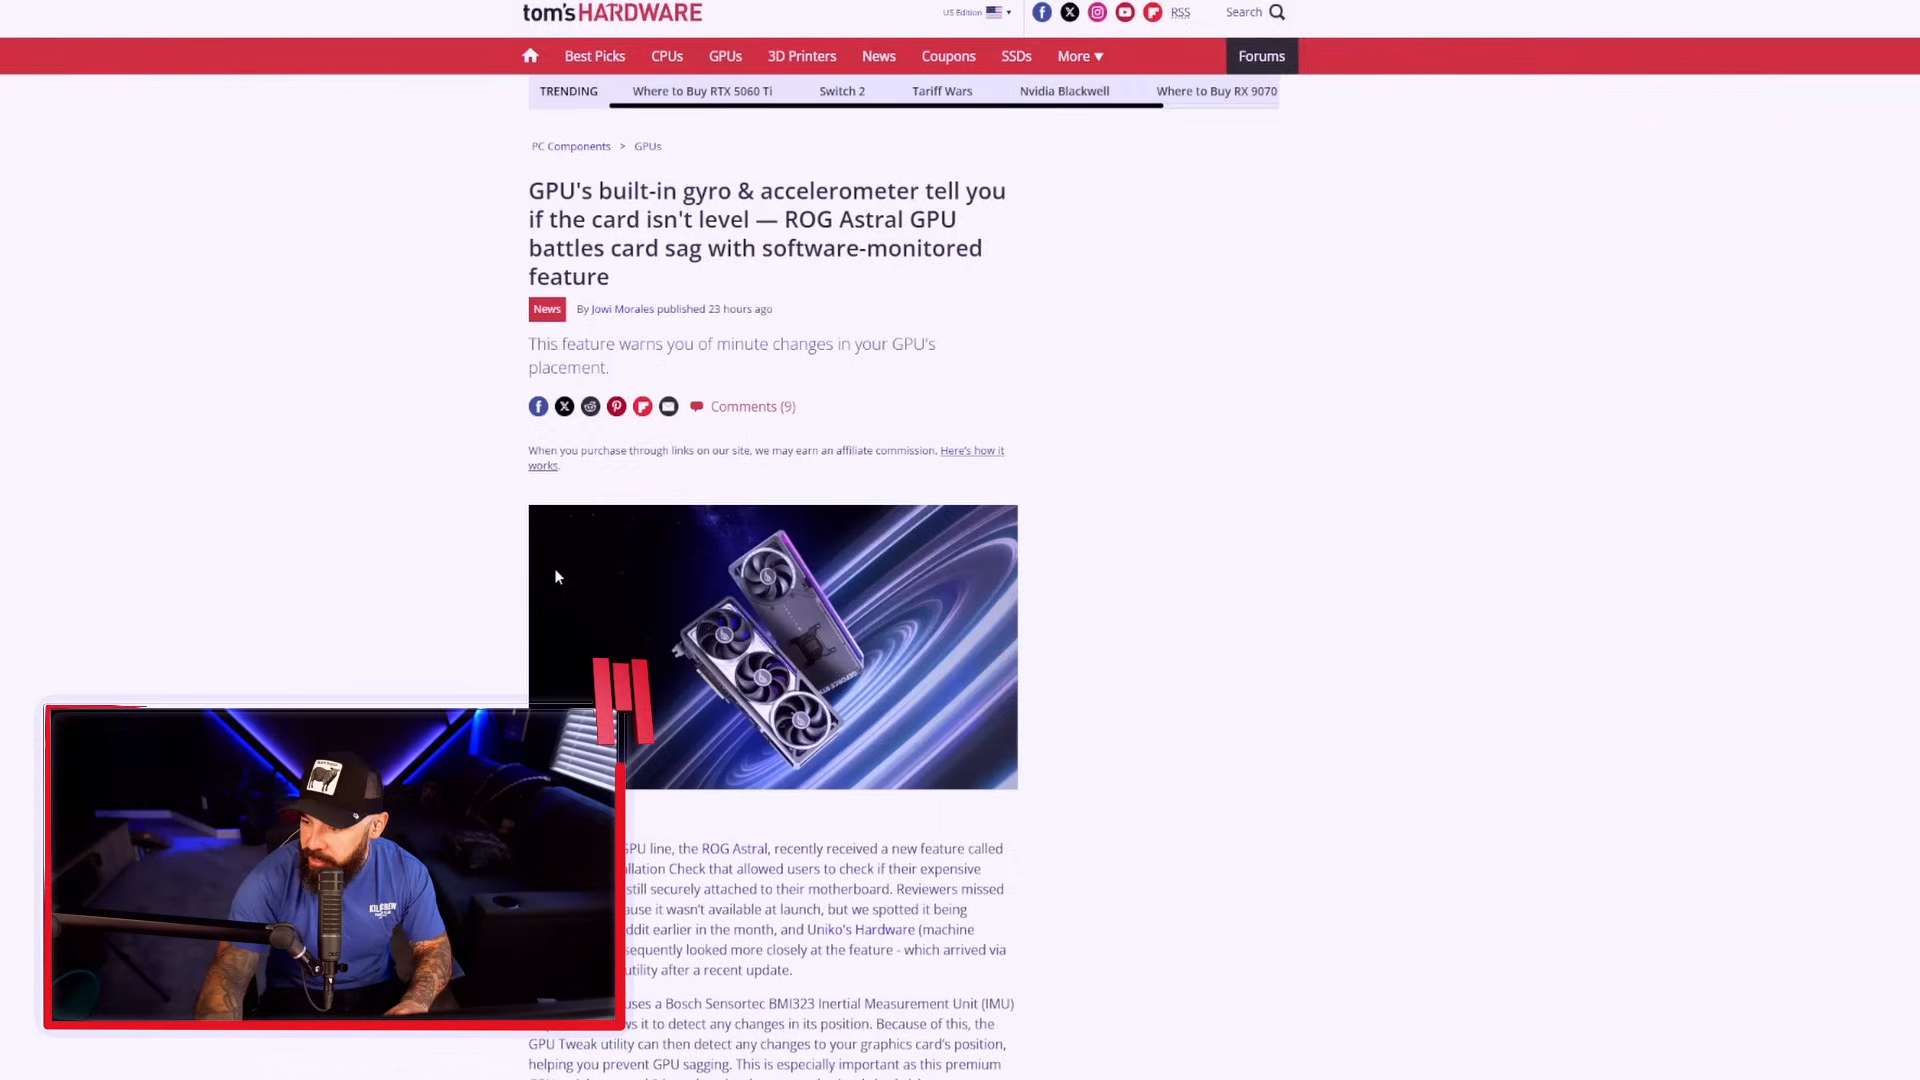 tom's HARDWARE
US Edition
RSS
Search
Best Picks CPUs GPUs 3D Printers News Coupons SSDs More ▼ Forums
TRENDING Where to Buy RTX 5060 Ti Switch 2 Tariff Wars Nvidia Blackwell Where to Buy RX 9070
PC Components > GPUs
GPU's built-in gyro & accelerometer tell you
if the card isn't level — ROG Astral GPU
battles card sag with software-monitored
feature
News By Jowi Morales published 23 hours ago
This feature warns you of minute changes in your GPU's
placement.
Comments (9)
When you purchase through links on our site, we may earn an affiliate commission. Here's how it
works.
GPU line, the ROG Astral, recently received a new feature called
llation Check that allowed users to check if their expensive
still securely attached to their motherboard. Reviewers missed
ause it wasn't available at launch, but we spotted it being
ddit earlier in the month, and Uniko's Hardware (machine
sequently looked more closely at the feature - which arrived via
utility after a recent update.
uses a Bosch Sensortec BMI323 Inertial Measurement Unit (IMU)
ws it to detect any changes in its position. Because of this, the
GPU Tweak utility can then detect any changes to your graphics card's position,
helping you prevent GPU sagging. This is especially important as this premium
KILLCREW